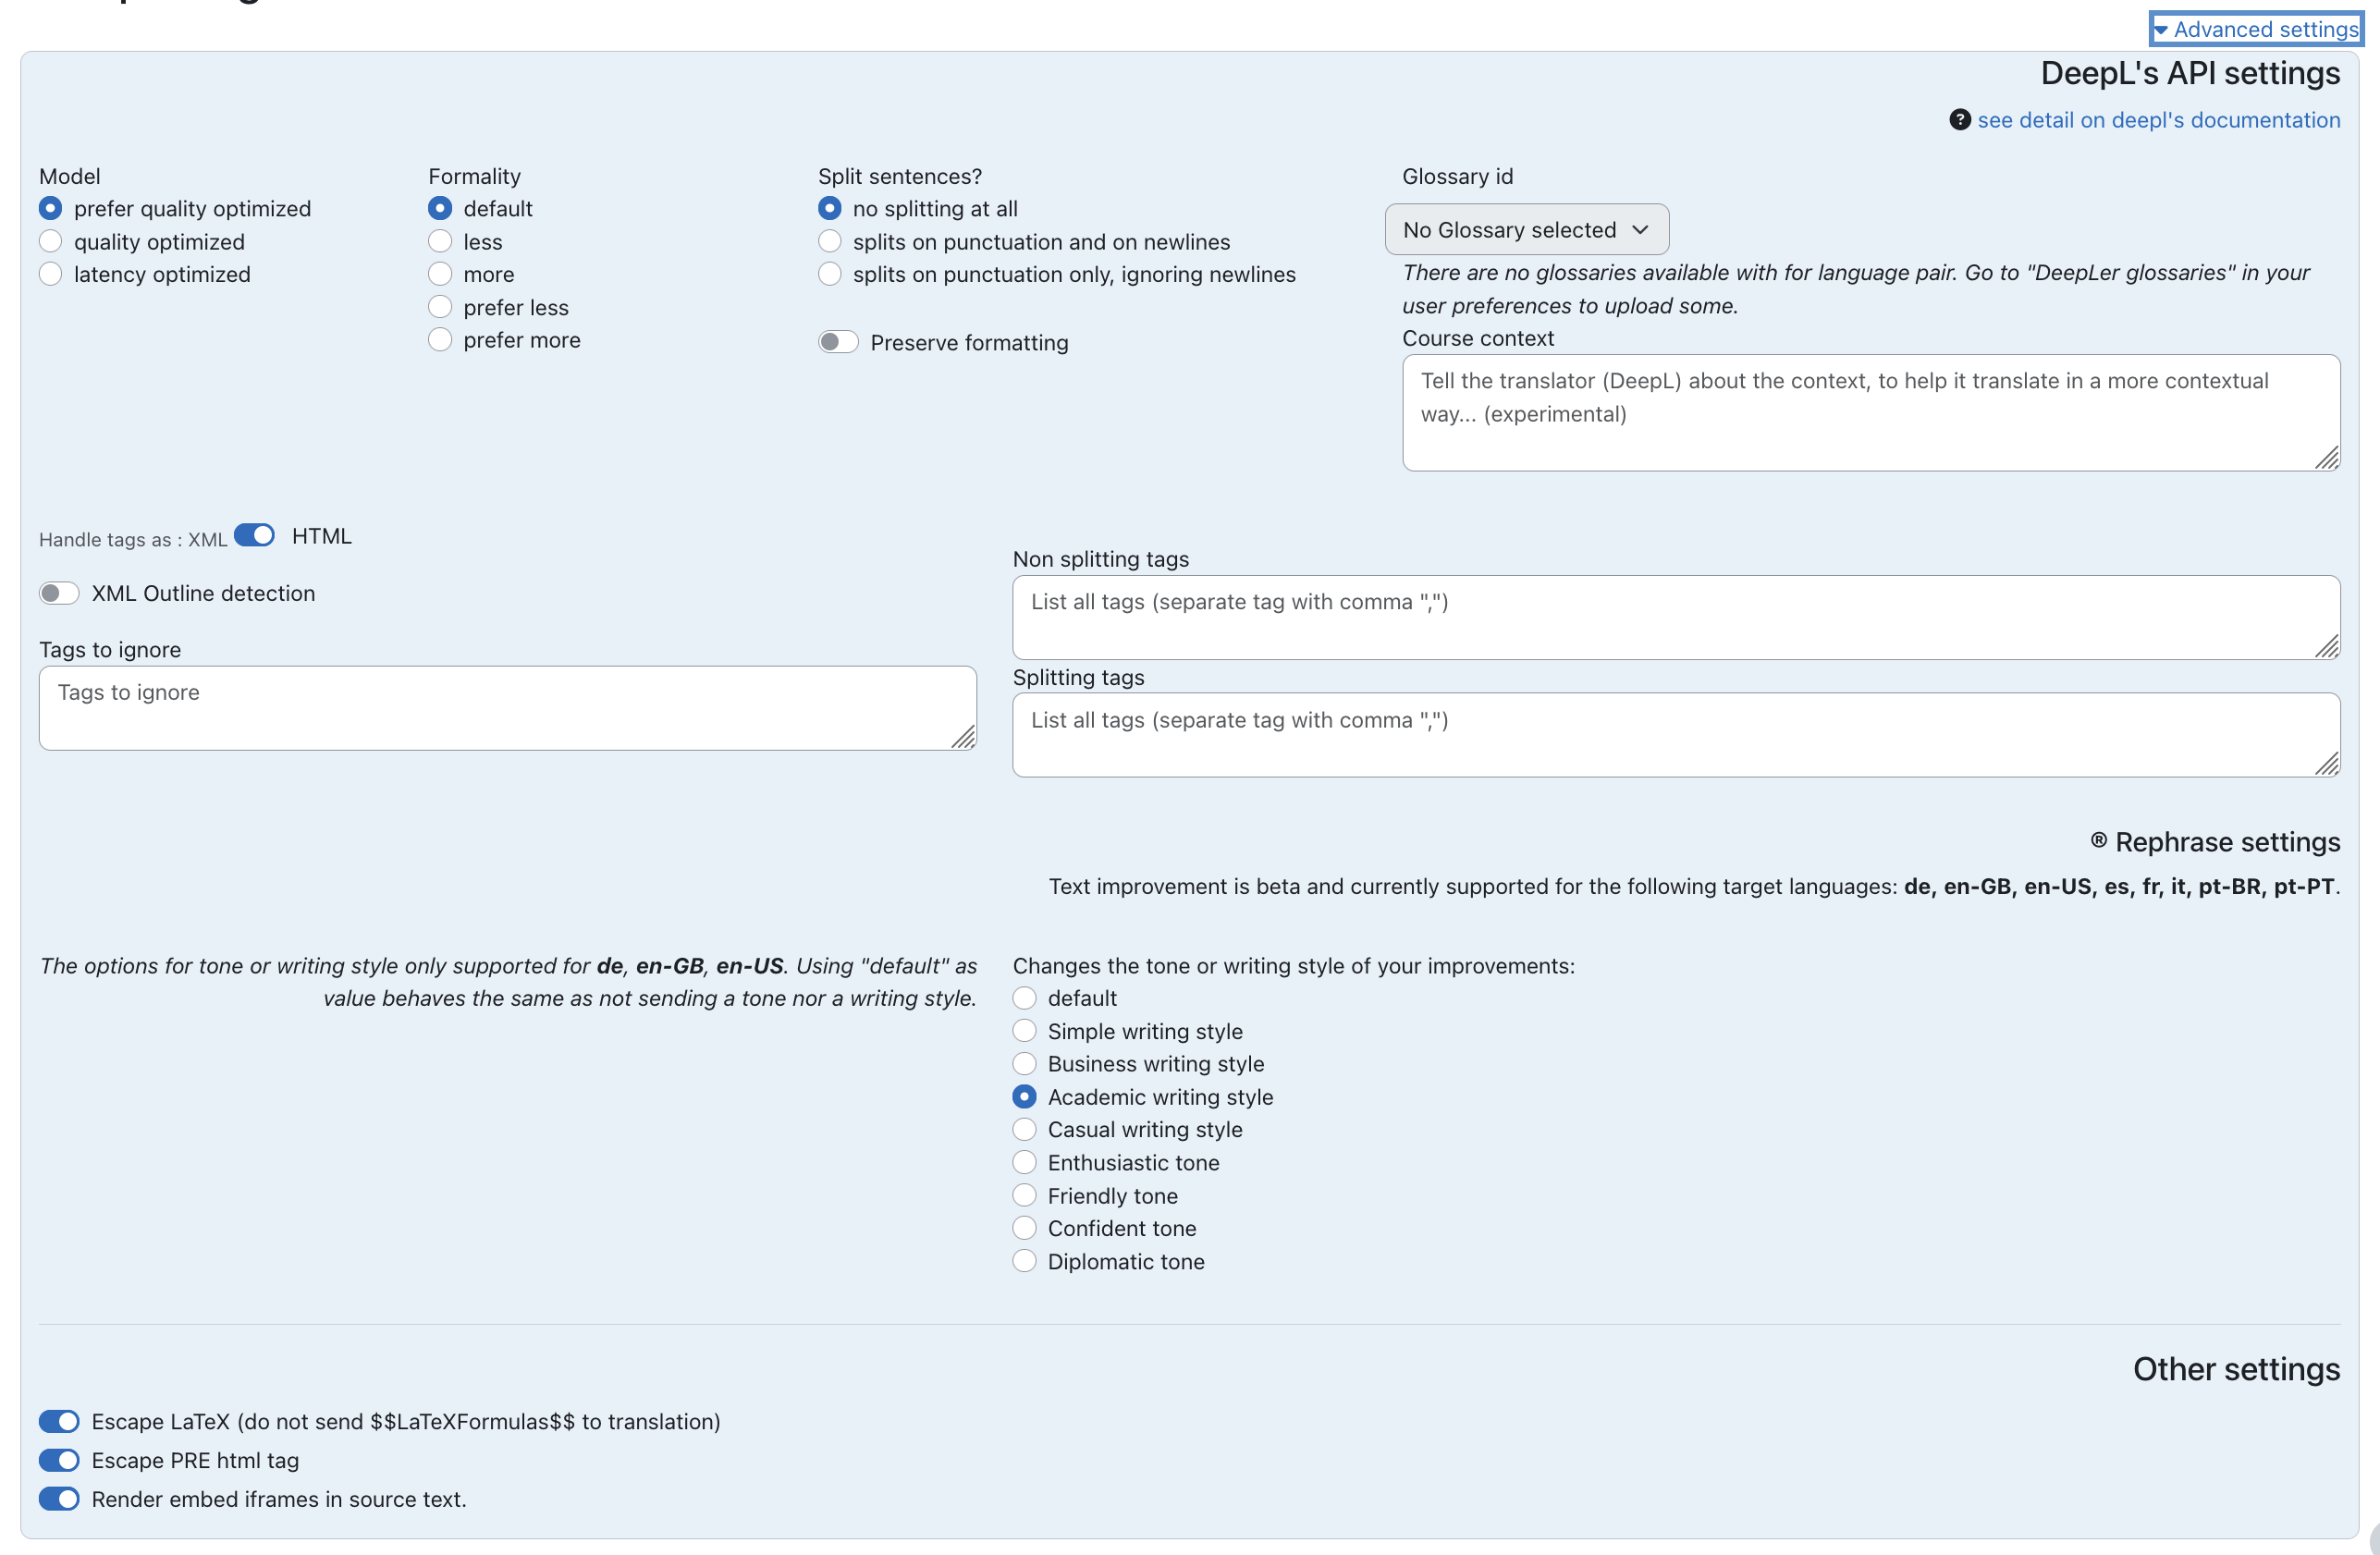 Advanced settings
DeepL's API settings
see detail on deepl's documentation
Model
prefer quality optimized
quality optimized
latency optimized
Formality
default
less
more
prefer less
prefer more
Split sentences?
no splitting at all
splits on punctuation and on newlines
splits on punctuation only, ignoring newlines
Preserve formatting
Glossary id
No Glossary selected
There are no glossaries available with for language pair. Go to "DeepLer glossaries" in your
user preferences to upload some.
Course context
Tell the translator (DeepL) about the context, to help it translate in a more contextual
way... (experimental)
Handle tags as : XML HTML
XML Outline detection
Tags to ignore
Tags to ignore
Non splitting tags
List all tags (separate tag with comma ",")
Splitting tags
List all tags (separate tag with comma ",")
® Rephrase settings
Text improvement is beta and currently supported for the following target languages: de, en-GB, en-US, es, fr, it, pt-BR, pt-PT.
The options for tone or writing style only supported for de, en-GB, en-US. Using "default" as
value behaves the same as not sending a tone nor a writing style.
Changes the tone or writing style of your improvements:
default
Simple writing style
Business writing style
Academic writing style
Casual writing style
Enthusiastic tone
Friendly tone
Confident tone
Diplomatic tone
Other settings
Escape LaTeX (do not send $$LaTeXFormulas$$ to translation)
Escape PRE html tag
Render embed iframes in source text.